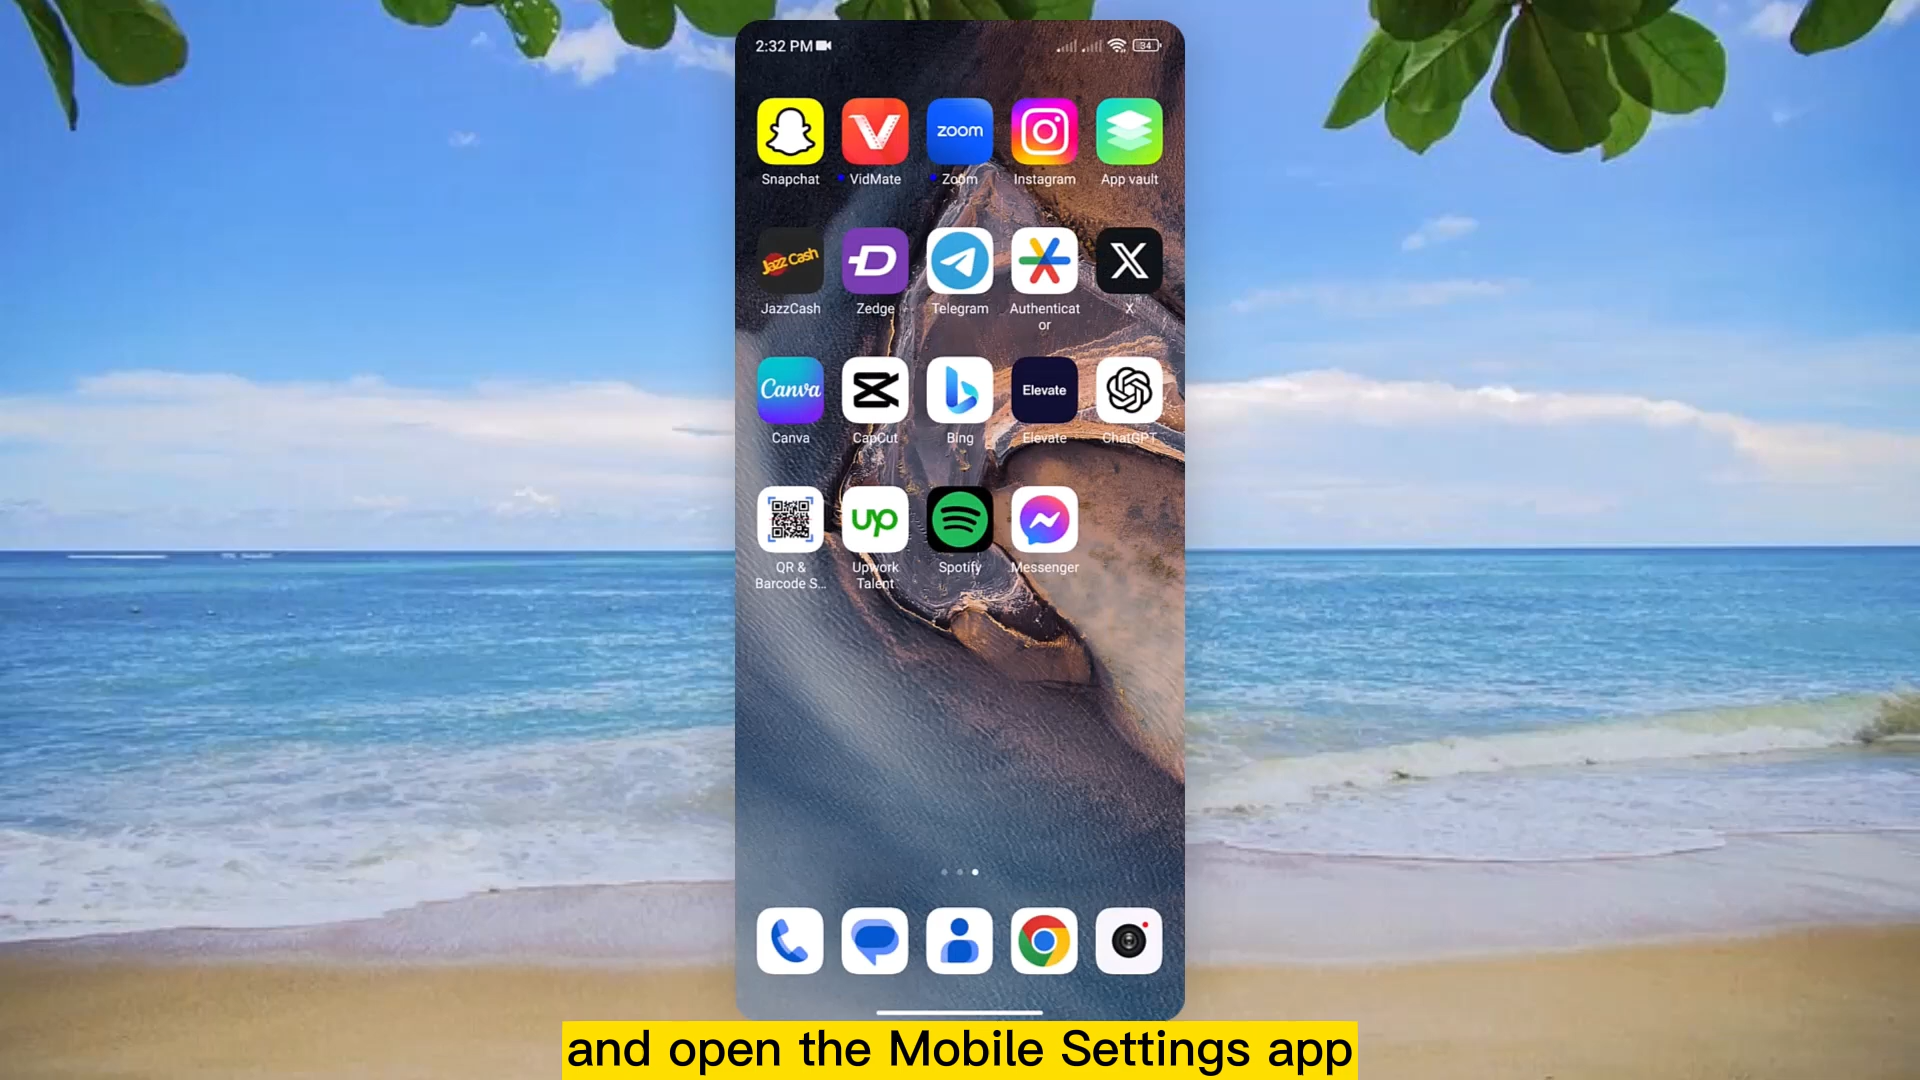 2:32 PM
84
zoom
Snapchat
VidMate
Zoom
Instagram
App vault
Jazz Cash
JazzCash
Zedge
Telegram
Authenticat
or
X
Canva
Elevate
Canva
CapCut
Bing
Elevate
ChatGPT
up
QR &
Barcode S...
Upwork
Talent
Spotify
Messenger
and open the Mobile Settings app